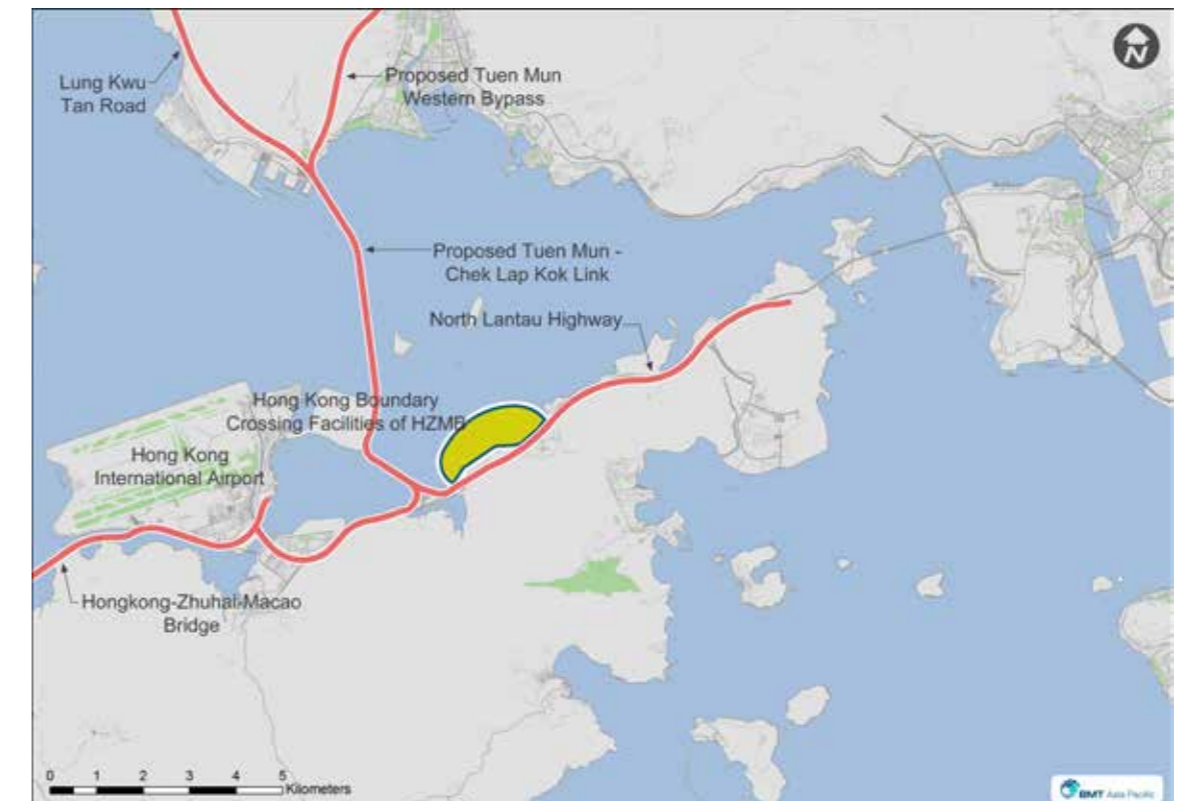 N
Lung Kwu
Tan Road
Proposed Tuen Mun
Western Bypass
Proposed Tuen Mun -
Chek Lap Kok Link
North Lantau Highway
Hong Kong Boundary
Crossing Facilities of HZMB
Hong Kong
International Airport
Hongkong-Zhuhai-Macao
Bridge
0 1 2 3 4 5
Kilometers
BMT Asia Pacific